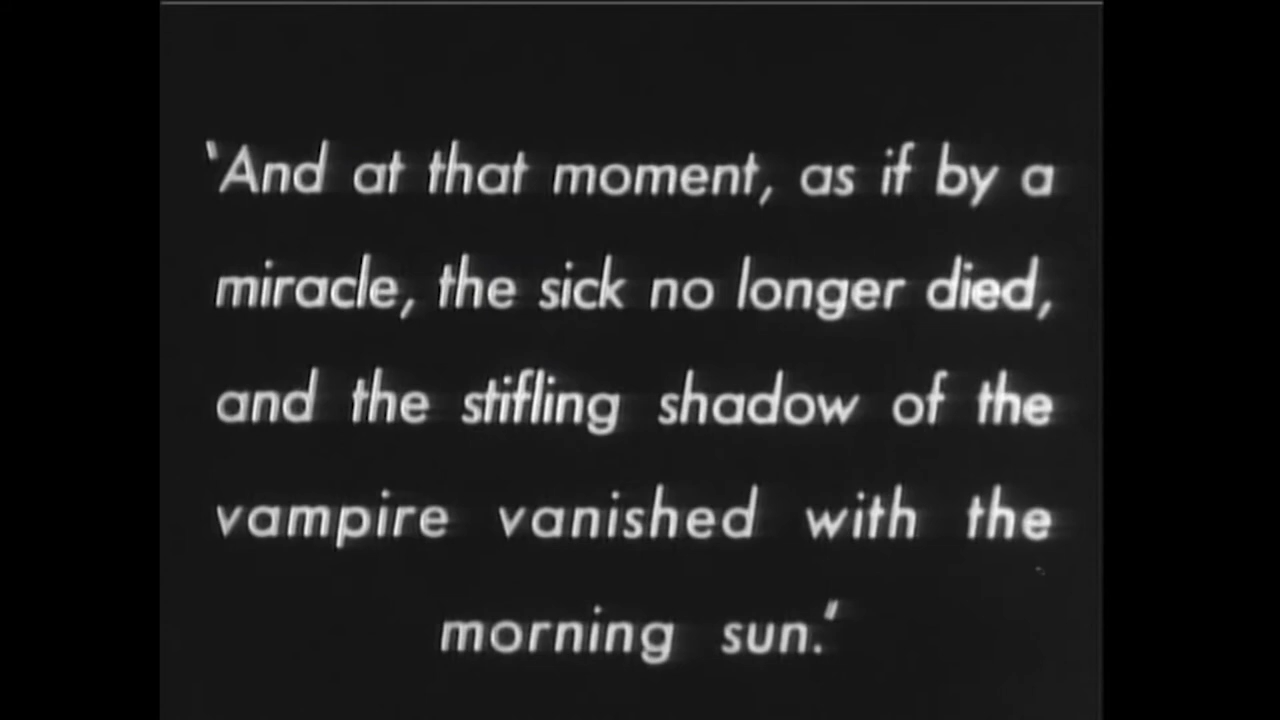 'And at that moment, as if by a
miracle, the sick no longer died,
and the stifling shadow of the
vampire vanished with the
morning sun.'